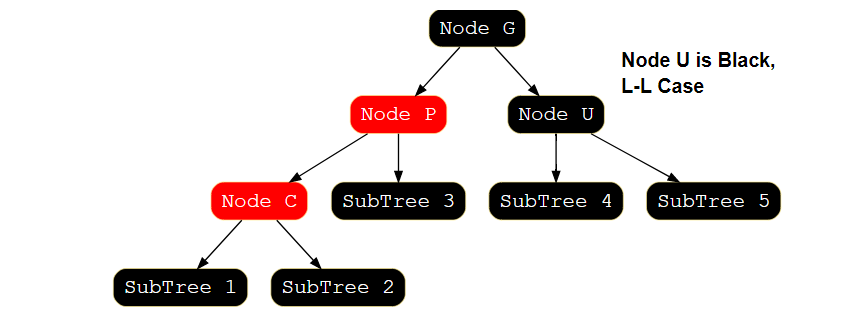 Node G
Node U is Black,
L-L Case
Node P
Node U
Node C
SubTree 3
SubTree 4
SubTree 5
SubTree 1
SubTree 2